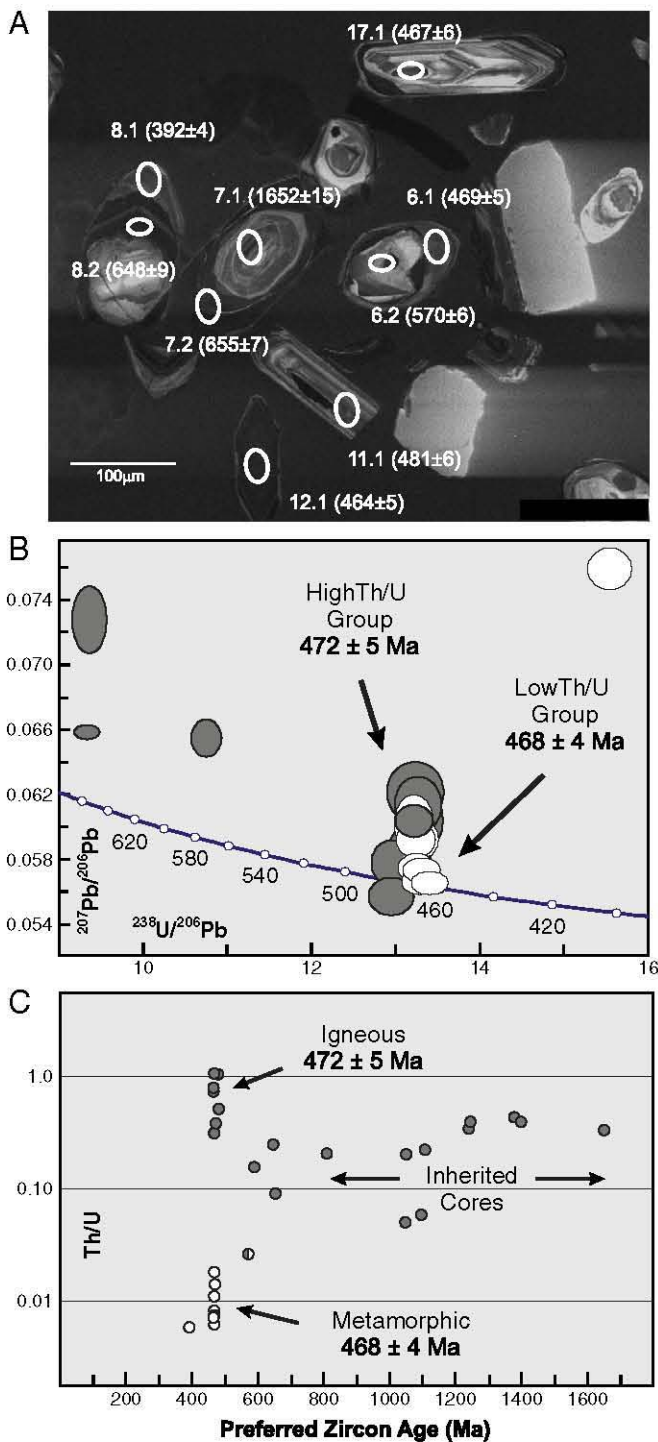 A
17.1 (467±6)
8.1 (392±4)
7.1 (1652±15)
6.1 (469±5)
8.2 (648±9)
6.2 (570±6)
7.2 (655±7)
11.1 (481±6)
100µm
12.1 (464±5)
B
0.074
0.070
0.066
0.062
0.058
0.054
HighTh/U
Group
472 ± 5 Ma
LowTh/U
Group
468 ± 4 Ma
620
580
540
500
460
420
207Pb/206Pb
238U/206Pb
10
12
14
16
C
Igneous
472 ± 5 Ma
1.0
0.10
0.01
Inherited
Cores
Th/U
Metamorphic
468 ± 4 Ma
200 400 600 800 1000 1200 1400 1600
Preferred Zircon Age (Ma)